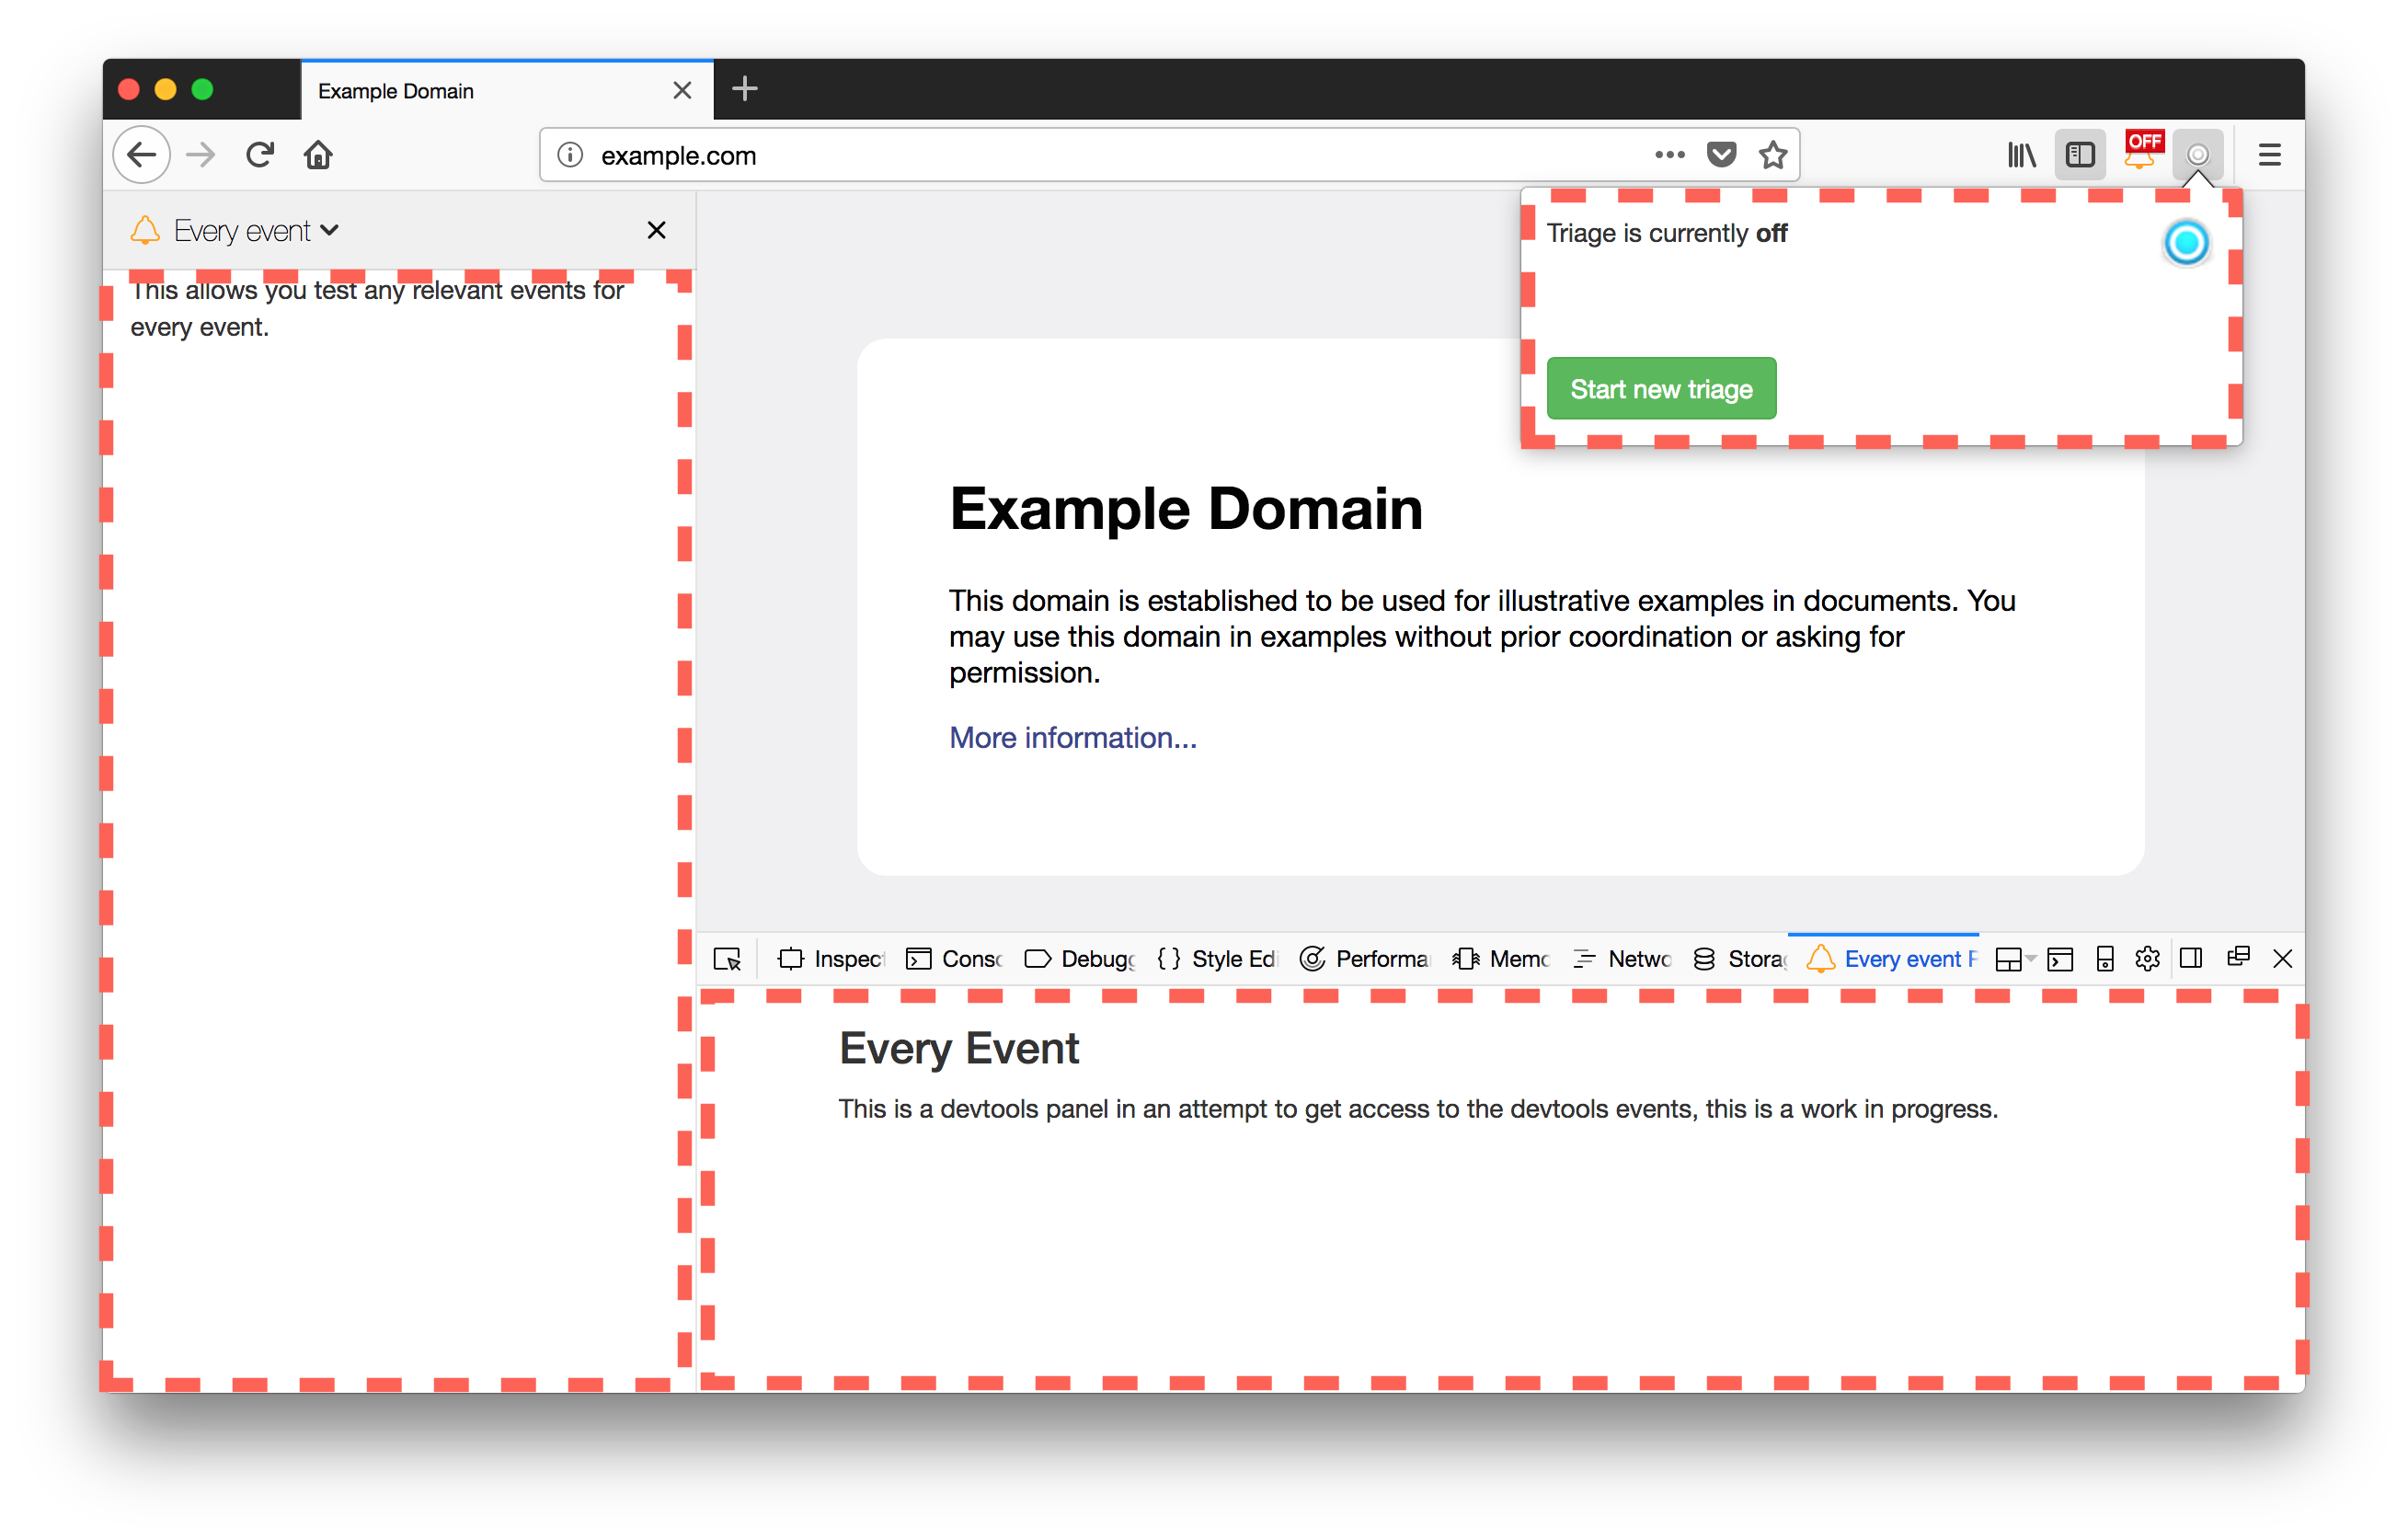 Example Domain
example.com
OFF
Every event
This allows you test any relevant events for
every event.
Triage is currently off
Start new triage
Example Domain
This domain is established to be used for illustrative examples in documents. You
may use this domain in examples without prior coordination or asking for
permission.
More information...
Inspect Conso Debugg {} Style Edi Performa Memo Netwo Storag Every event P
Every Event
This is a devtools panel in an attempt to get access to the devtools events, this is a work in progress.